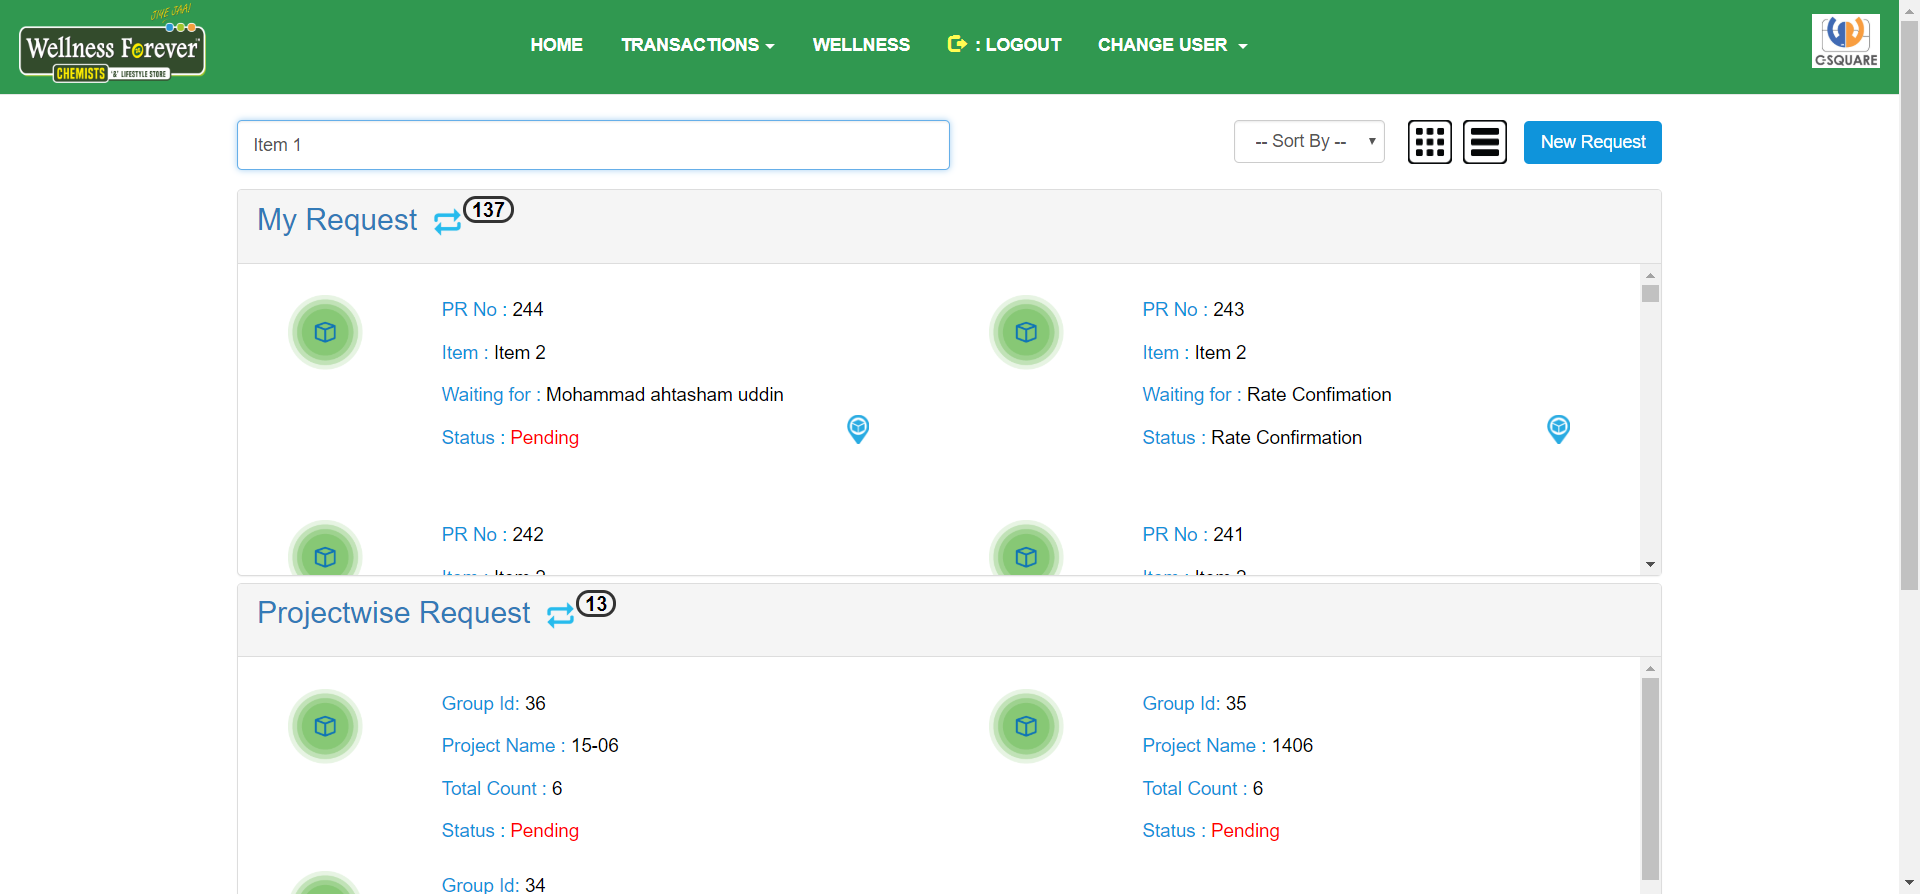 JIYE JAA!
Wellness Forever
CHEMISTS '&' LIFESTYLE STORE
HOME TRANSACTIONS WELLNESS : LOGOUT CHANGE USER
C-SQUARE
Item 1
-- Sort By --
New Request
My Request 137
PR No : 244
Item : Item 2
Waiting for : Mohammad ahtasham uddin
Status : Pending
PR No : 243
Item : Item 2
Waiting for : Rate Confimation
Status : Rate Confirmation
PR No : 242
PR No : 241
Projectwise Request 13
Group Id: 36
Project Name : 15-06
Total Count : 6
Status : Pending
Group Id: 35
Project Name : 1406
Total Count : 6
Status : Pending
Group Id: 34